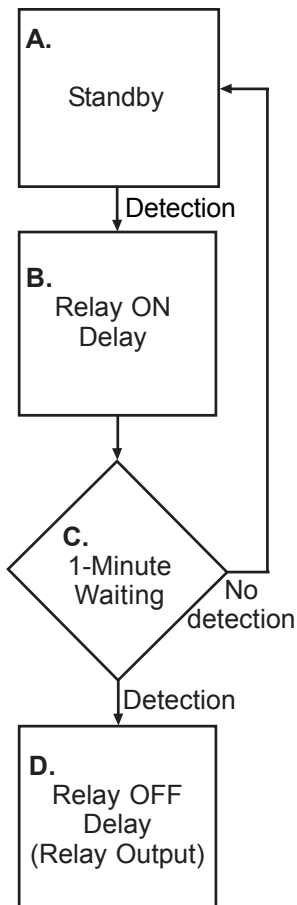 A.
Standby
Detection
B.
Relay ON
Delay
C.
1-Minute
Waiting
No
detection
Detection
D.
Relay OFF
Delay
(Relay Output)